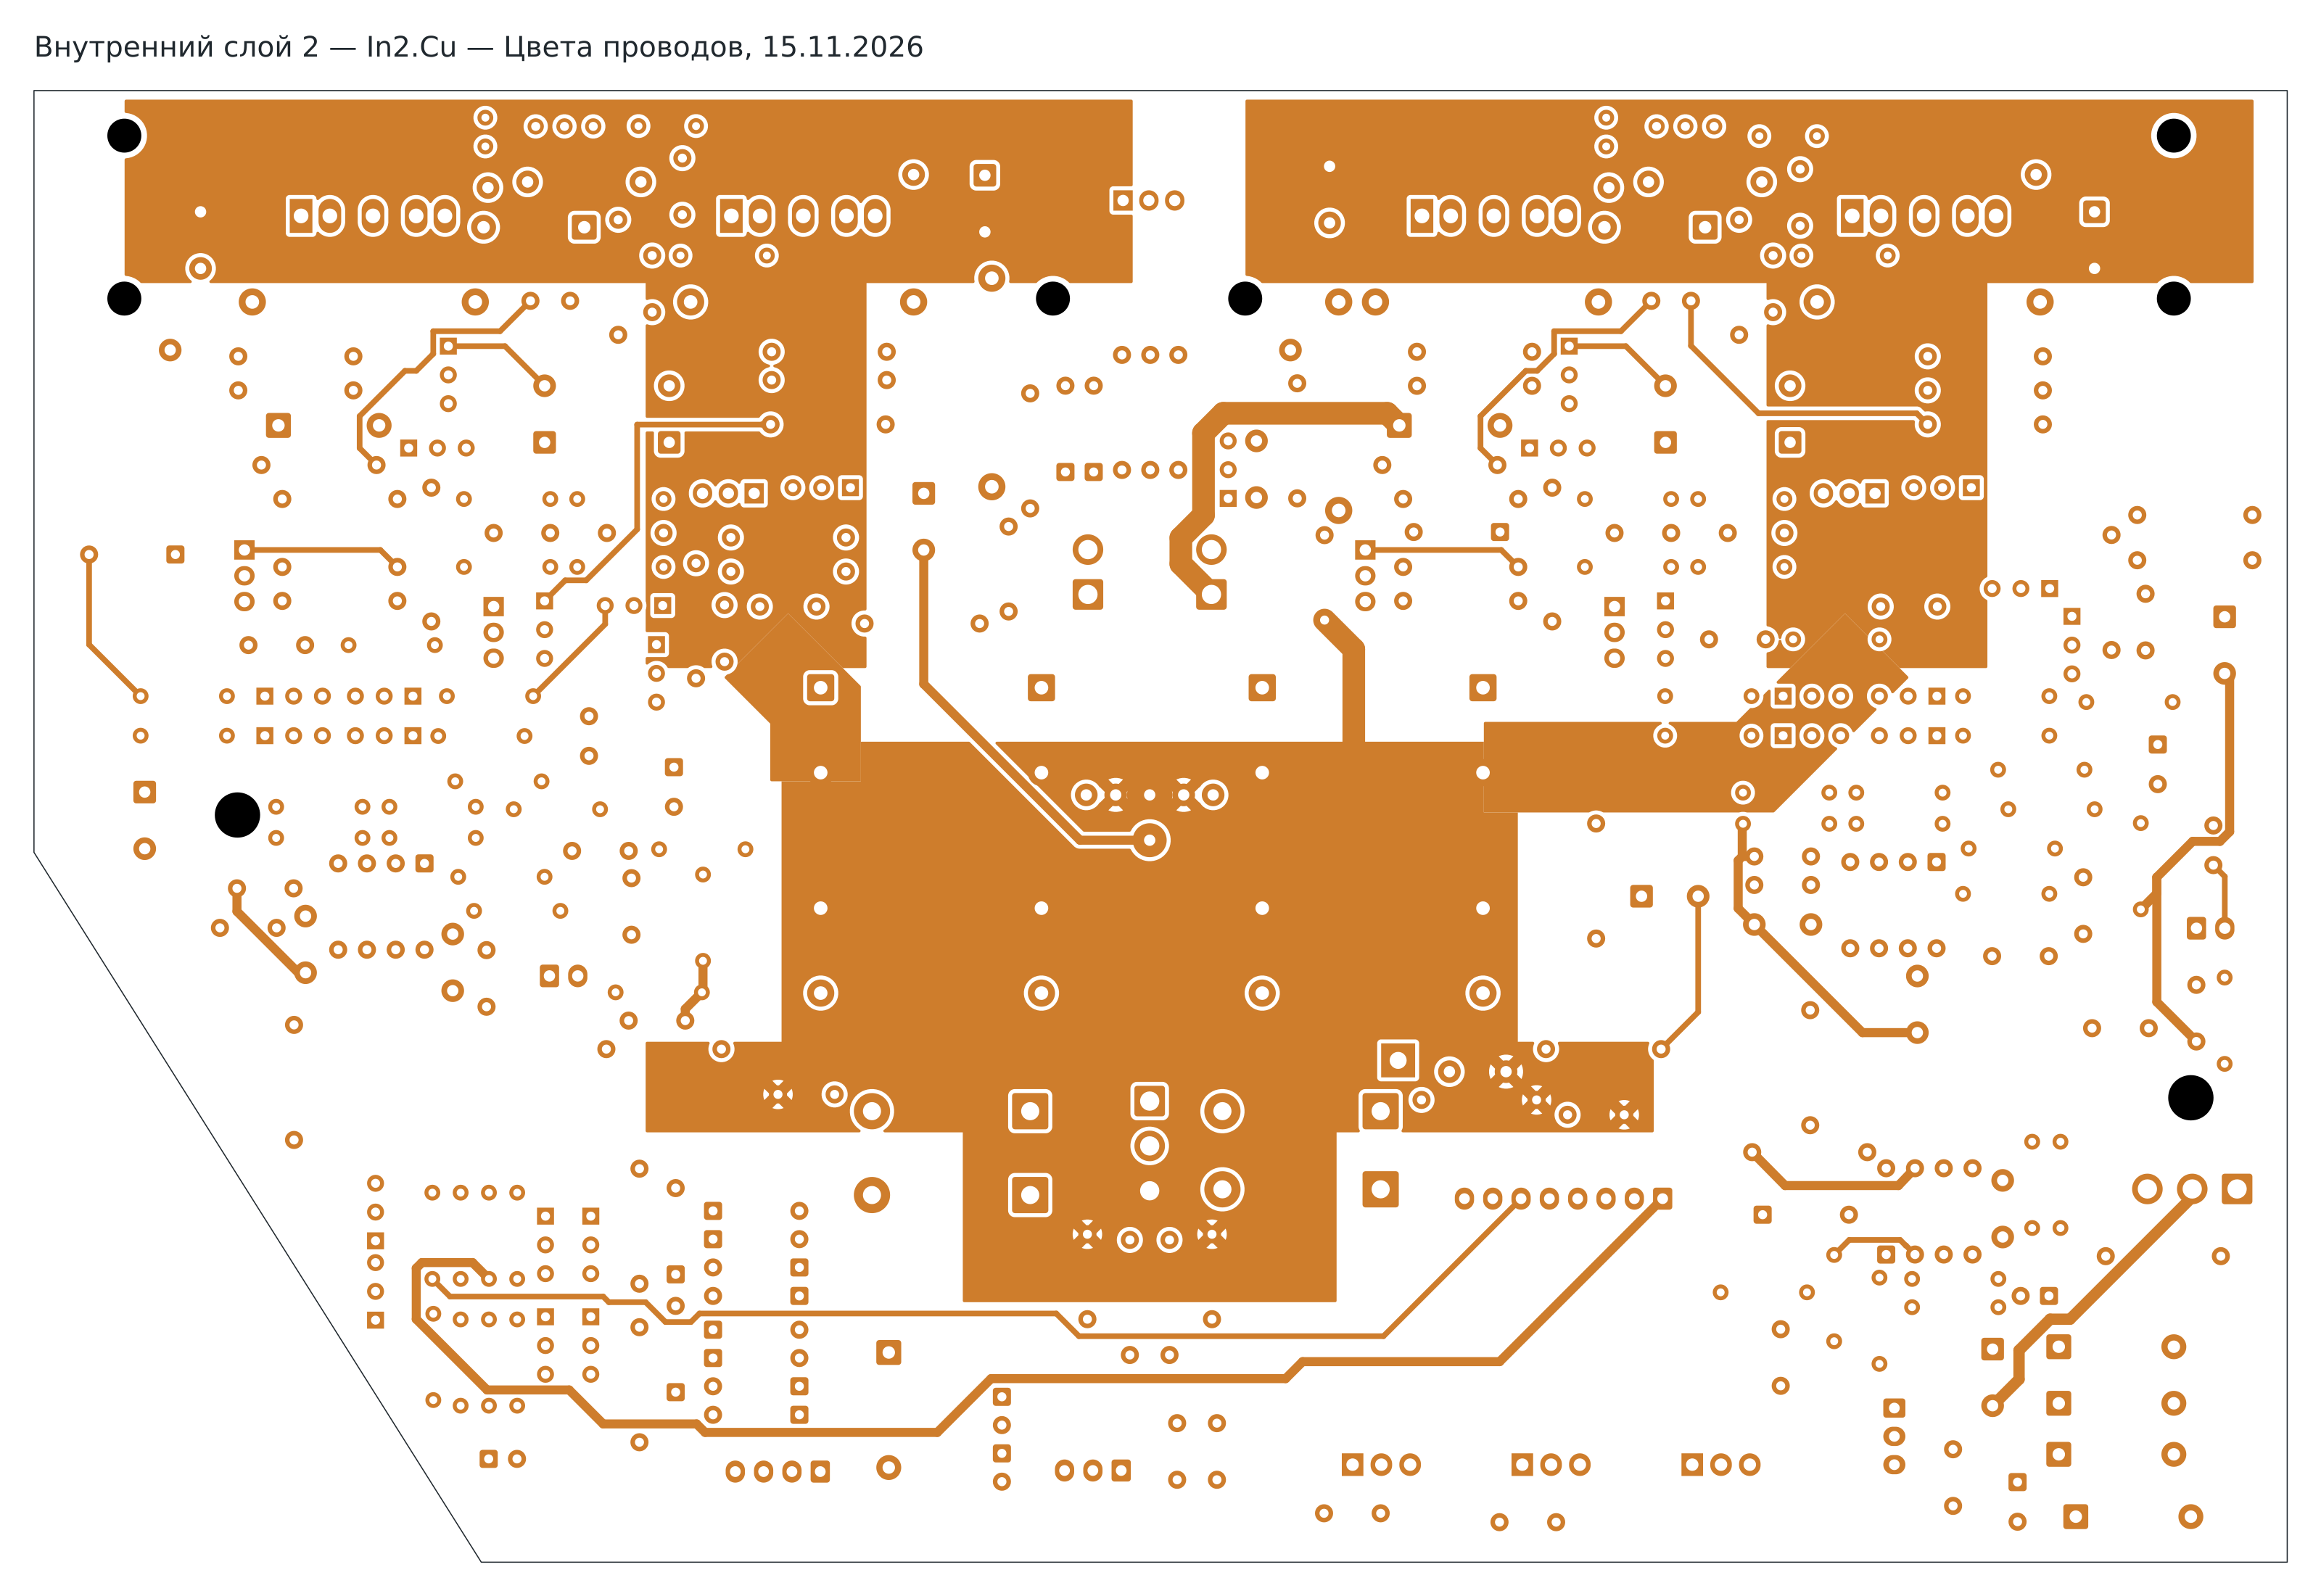 Внутренний слой 2 — In2.Cu — Цвета проводов, 15.11.2026